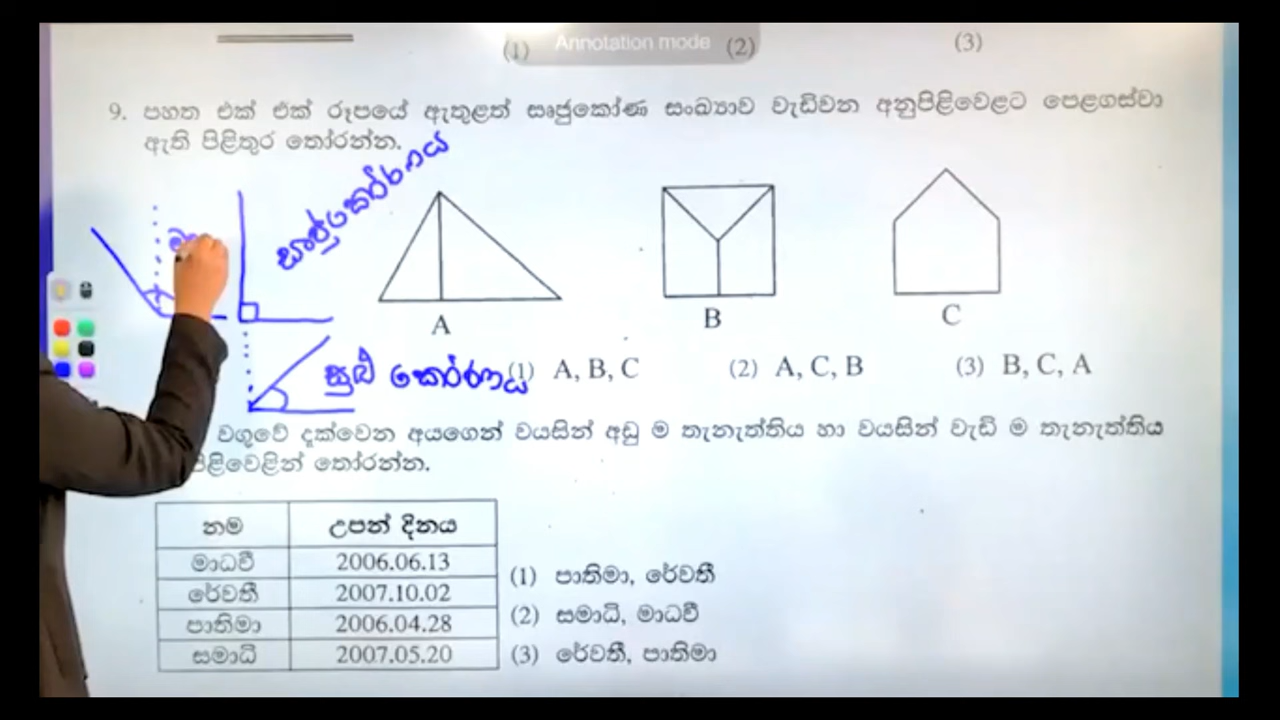 (1) Annotation mode (2) (3)
9. පහත එක් එක් රූපයේ ඇතුළත් සෘජුකෝණ සංඛ්‍යාව වැඩිවන අනුපිළිවෙළට පෙළගස්වා
ඇති පිළිතුර තෝරන්න.
සෘජුකෝණය
A B C
සුළු කෝණය
(1) A, B, C (2) A, C, B (3) B, C, A
වගුවේ දැක්වෙන අයගෙන් වයසින් අඩු ම තැනැත්තිය හා වයසින් වැඩි ම තැනැත්තිය
පිළිවෙළින් තෝරන්න.
නම උපන් දිනය
මාධවී 2006.06.13
රේවතී 2007.10.02
පාතිමා 2006.04.28
සමාධි 2007.05.20
(1) පාතිමා, රේවතී
(2) සමාධි, මාධවී
(3) රේවතී, පාතිමා